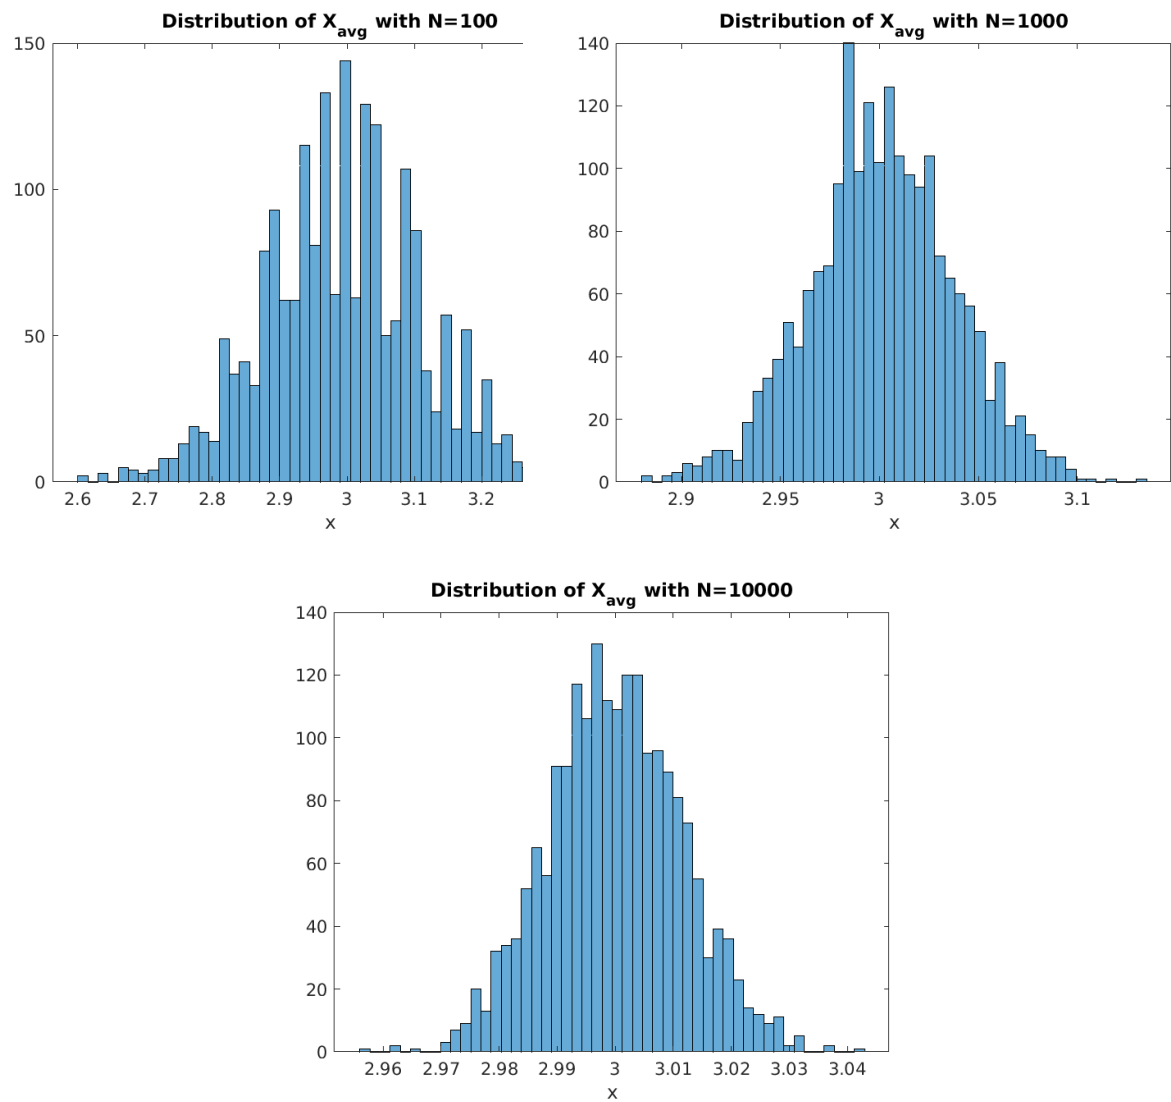 Distribution of Xavg with N=100
150
100
50
0
2.6 2.7 2.8 2.9 3 3.1 3.2
x
Distribution of Xavg with N=1000
140
120
100
80
60
40
20
0
2.9 2.95 3 3.05 3.1
x
Distribution of Xavg with N=10000
140
120
100
80
60
40
20
0
2.96 2.97 2.98 2.99 3 3.01 3.02 3.03 3.04
x